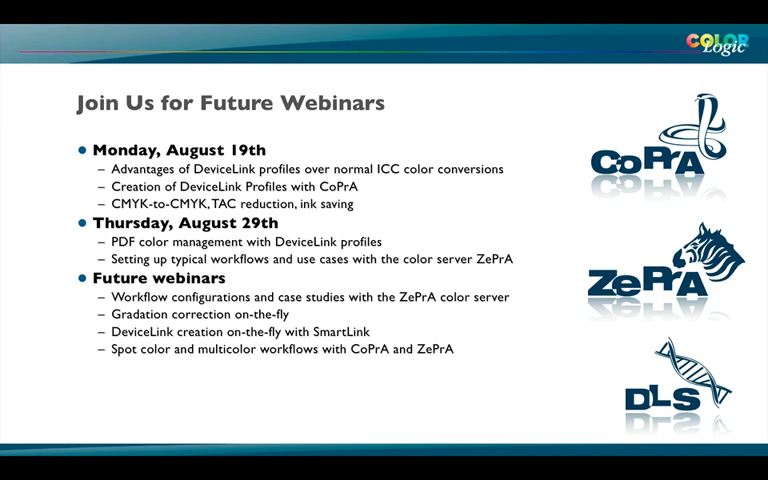 COLOR
Logic
Join Us for Future Webinars
• Monday, August 19th
– Advantages of DeviceLink profiles over normal ICC color conversions
– Creation of DeviceLink Profiles with CoPrA
– CMYK-to-CMYK, TAC reduction, ink saving
• Thursday, August 29th
– PDF color management with DeviceLink profiles
– Setting up typical workflows and use cases with the color server ZePrA
• Future webinars
– Workflow configurations and case studies with the ZePrA color server
– Gradation correction on-the-fly
– DeviceLink creation on-the-fly with SmartLink
– Spot color and multicolor workflows with CoPrA and ZePrA
CoPrA
ZePrA
DLS